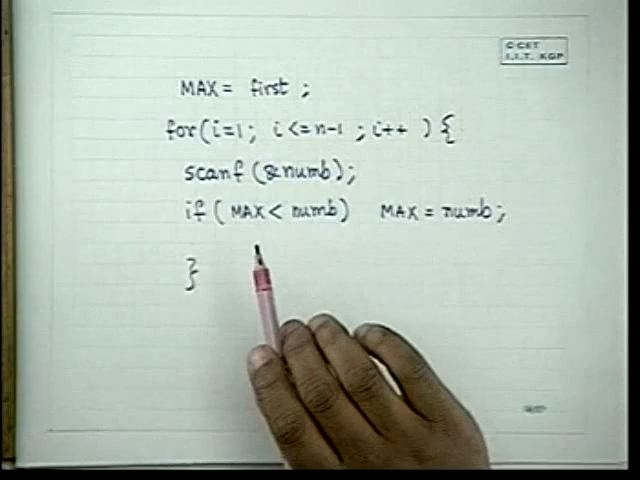 © CET
I.I.T. KGP
MAX = first ;
for(i=1; i <= n-1 ; i++ ) {
scanf (&numb);
if ( MAX < numb) MAX = numb;
}